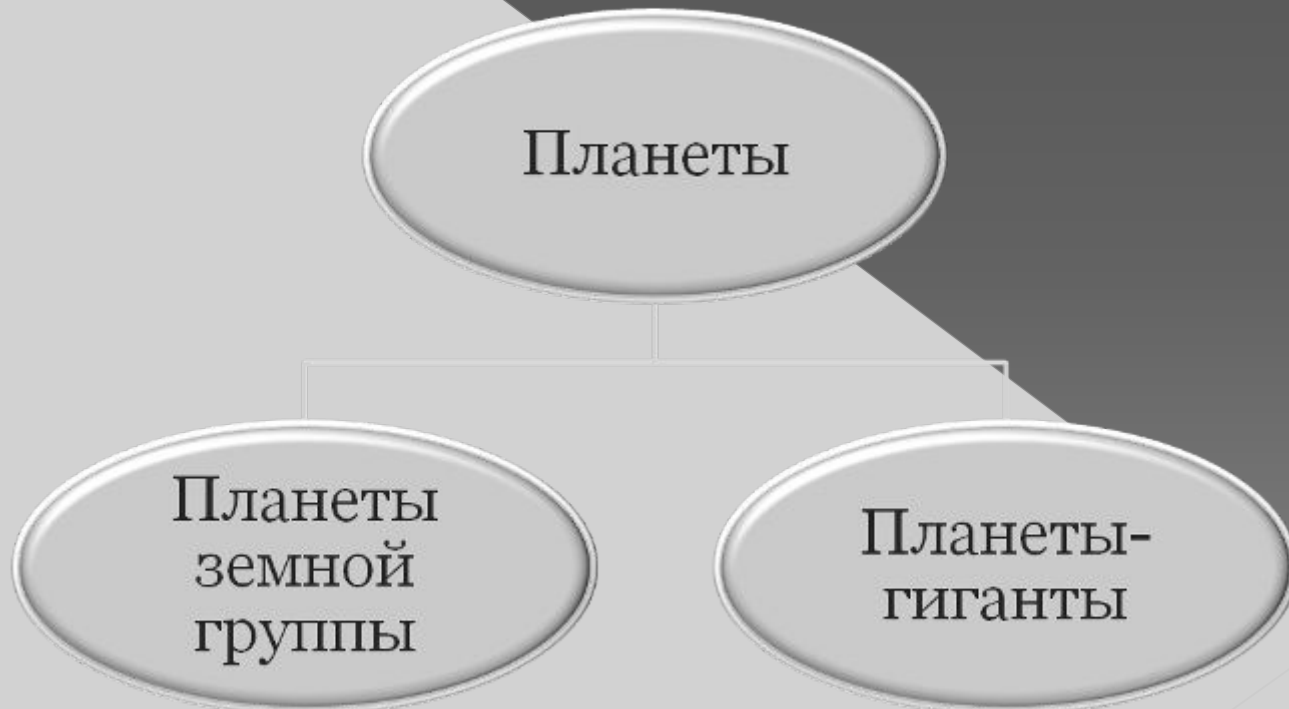 Планеты
Планеты
земной
группы
Планеты-
гиганты